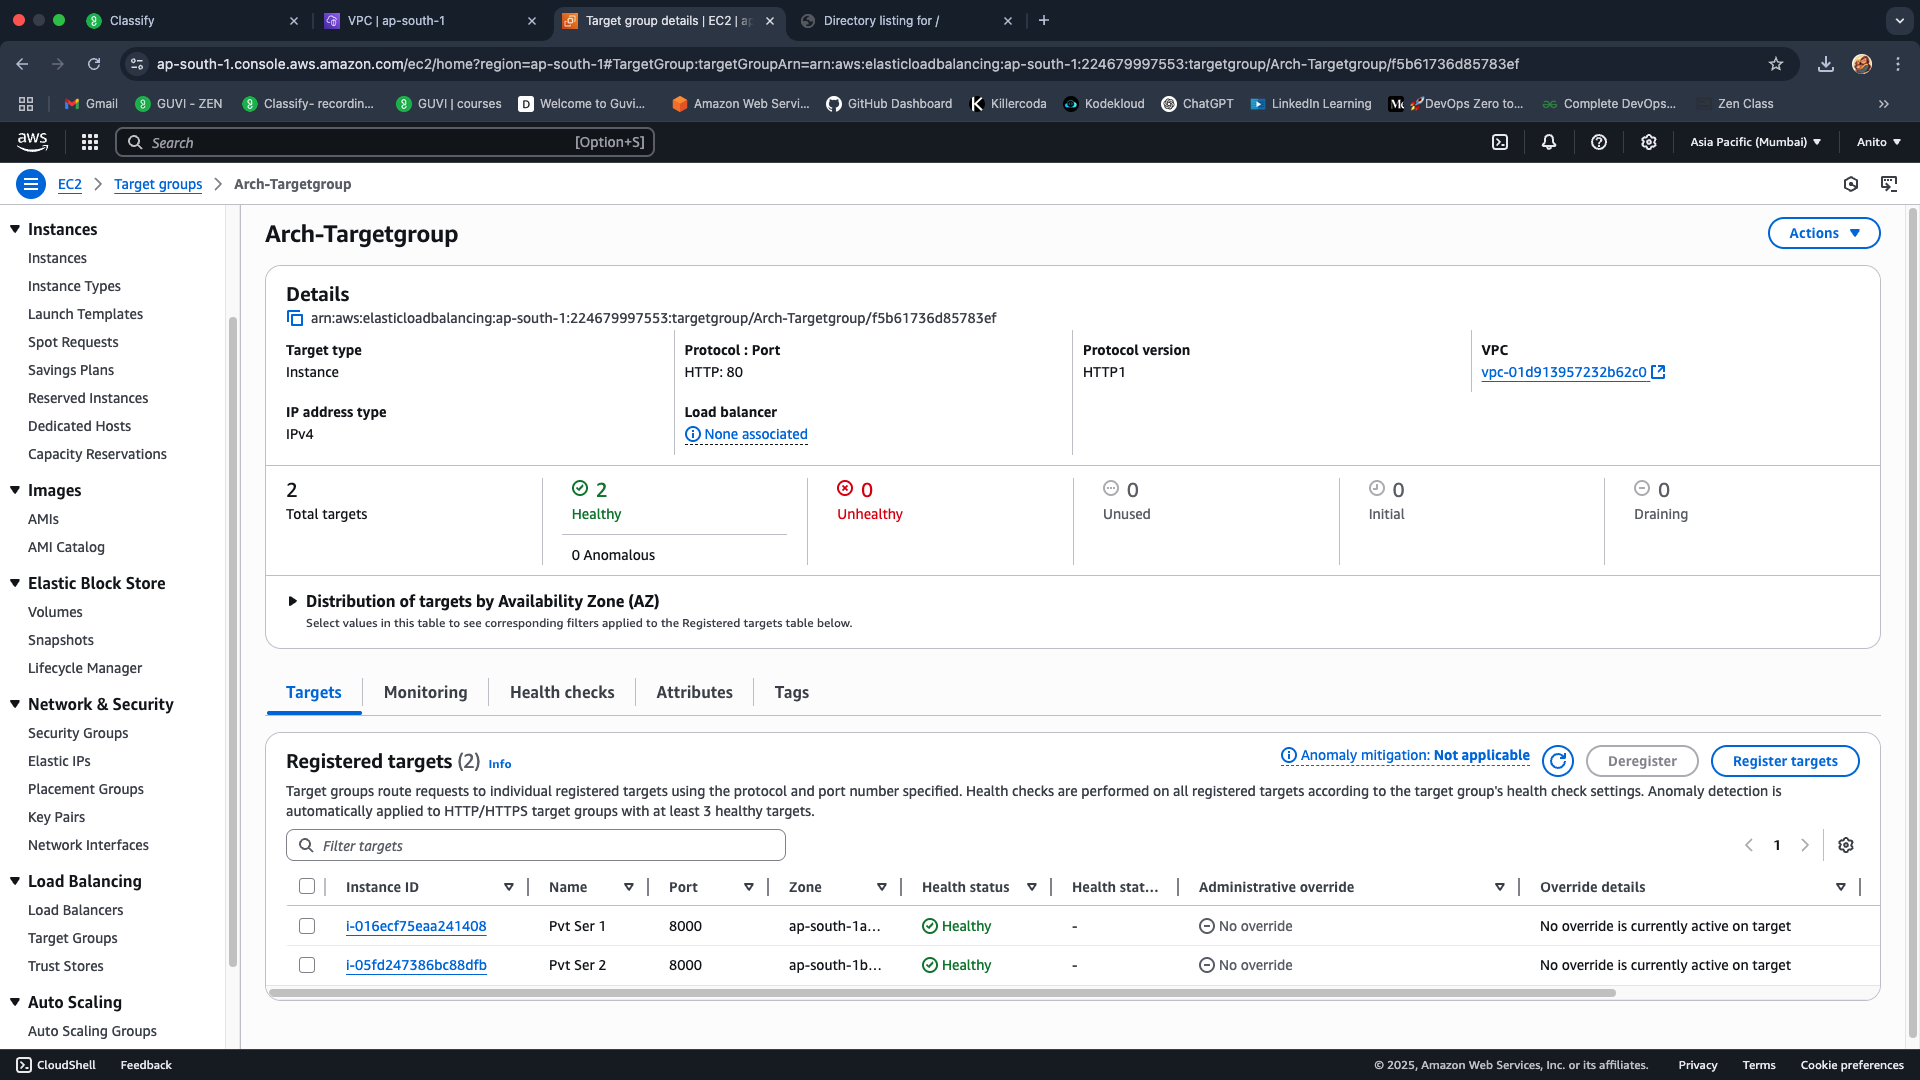 Classify
VPC | ap-south-1
Target group details | EC2 | ap
Directory listing for /
ap-south-1.console.aws.amazon.com/ec2/home?region=ap-south-1#TargetGroup:targetGroupArn=arn:aws:elasticloadbalancing:ap-south-1:224679997553:targetgroup/Arch-Targetgroup/f5b61736d85783ef
Gmail
GUVI - ZEN
Classify- recordin...
GUVI | courses
Welcome to Guvi...
Amazon Web Servi...
GitHub Dashboard
Killercoda
Kodekloud
ChatGPT
LinkedIn Learning
🚀DevOps Zero to...
Complete DevOps...
Zen Class
aws
Search
[Option+S]
Asia Pacific (Mumbai)
Anito
EC2
Target groups
Arch-Targetgroup
Instances
Instances
Instance Types
Launch Templates
Spot Requests
Savings Plans
Reserved Instances
Dedicated Hosts
Capacity Reservations
Images
AMIs
AMI Catalog
Elastic Block Store
Volumes
Snapshots
Lifecycle Manager
Network & Security
Security Groups
Elastic IPs
Placement Groups
Key Pairs
Network Interfaces
Load Balancing
Load Balancers
Target Groups
Trust Stores
Auto Scaling
Auto Scaling Groups
Arch-Targetgroup
Actions
Details
arn:aws:elasticloadbalancing:ap-south-1:224679997553:targetgroup/Arch-Targetgroup/f5b61736d85783ef
Target type
Instance
Protocol : Port
HTTP: 80
Protocol version
HTTP1
VPC
vpc-01d913957232b62c0
IP address type
IPv4
Load balancer
None associated
2
Total targets
2
Healthy
0 Anomalous
0
Unhealthy
0
Unused
0
Initial
0
Draining
Distribution of targets by Availability Zone (AZ)
Select values in this table to see corresponding filters applied to the Registered targets table below.
Targets
Monitoring
Health checks
Attributes
Tags
Registered targets (2) Info
Anomaly mitigation: Not applicable
Deregister
Register targets
Target groups route requests to individual registered targets using the protocol and port number specified. Health checks are performed on all registered targets according to the target group's health check settings. Anomaly detection is
automatically applied to HTTP/HTTPS target groups with at least 3 healthy targets.
Filter targets
1
Instance ID Name Port Zone Health status Health stat... Administrative override Override details
i-016ecf75eaa241408 Pvt Ser 1 8000 ap-south-1a... Healthy - No override No override is currently active on target
i-05fd247386bc88dfb Pvt Ser 2 8000 ap-south-1b... Healthy - No override No override is currently active on target
CloudShell
Feedback
© 2025, Amazon Web Services, Inc. or its affiliates.
Privacy
Terms
Cookie preferences